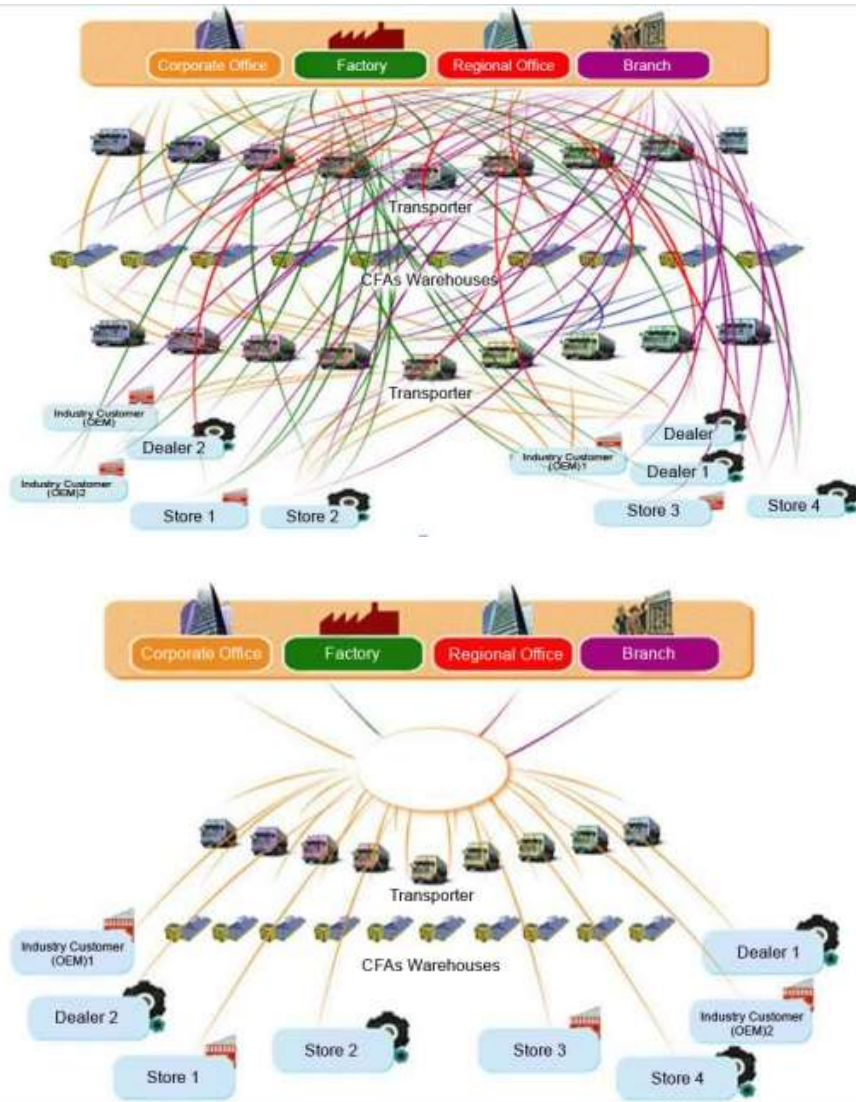 Corporate Office
Factory
Regional Office
Branch
Transporter
CFAs Warehouses
Transporter
Industry Customer
(OEM)
Dealer 2
Industry Customer
(OEM)2
Store 1
Store 2
Dealer
Industry Customer
(OEM)1
Dealer 1
Store 3
Store 4
Corporate Office
Factory
Regional Office
Branch
Transporter
CFAs Warehouses
Industry Customer
(OEM)1
Dealer 1
Dealer 2
Industry Customer
(OEM)2
Store 1
Store 2
Store 3
Store 4